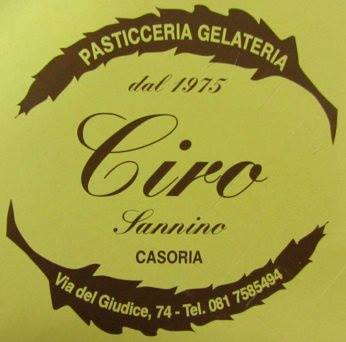 PASTICCERIA GELATERIA
dal 1975
Ciro
Sannino
CASORIA
Via del Giudice, 74 - Tel. 081 7585494